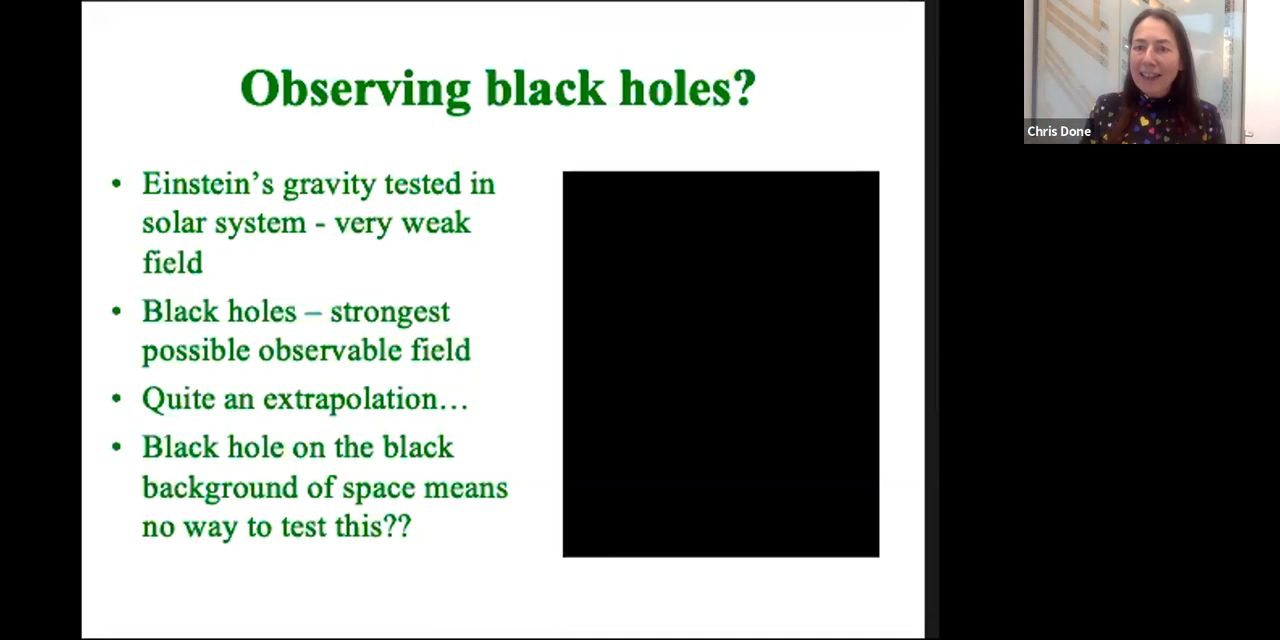 Observing black holes?
• Einstein’s gravity tested in
solar system - very weak
field
• Black holes – strongest
possible observable field
• Quite an extrapolation…
• Black hole on the black
background of space means
no way to test this??
Chris Done